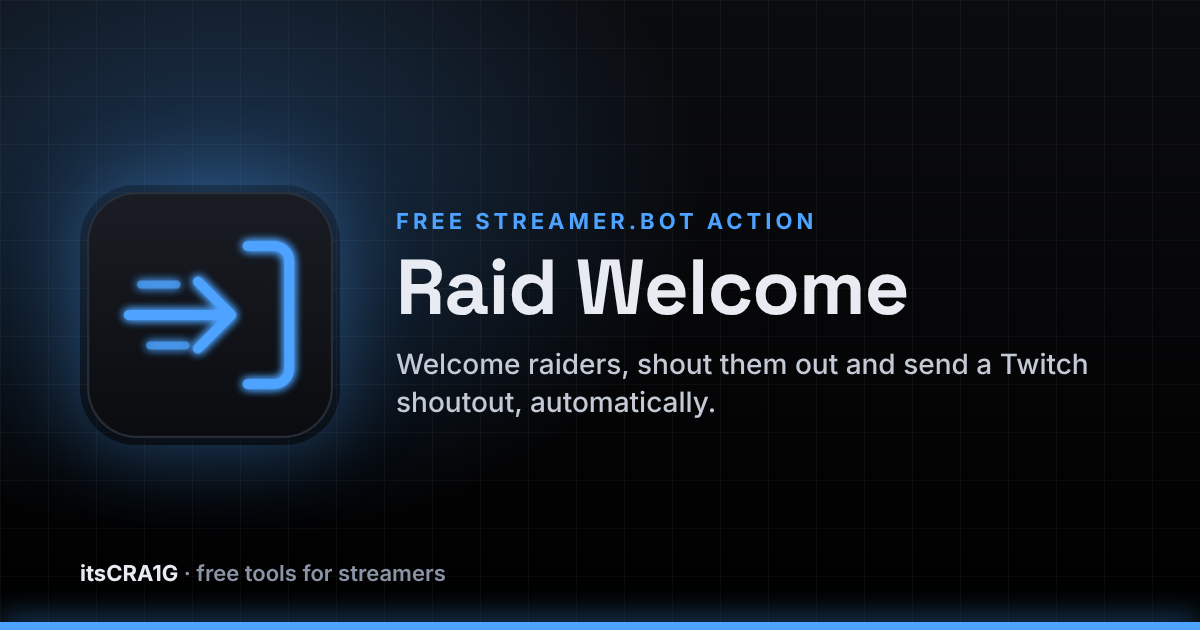 FREE STREAMER.BOT ACTION
Raid Welcome
Welcome raiders, shout them out and send a Twitch
shoutout, automatically.
itsCRA1G · free tools for streamers